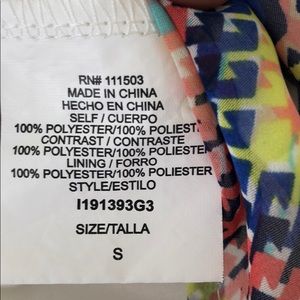 RN# 111503
MADE IN CHINA
HECHO EN CHINA
SELF / CUERPO
100% POLYESTER/100% POLIEST
CONTRAST / CONTRASTE
100% POLYESTER/100% POLIESTER
LINING / FORRO
100% POLYESTER/100% POLIESTER
STYLE/ESTILO
I191393G3
SIZE/TALLA
S